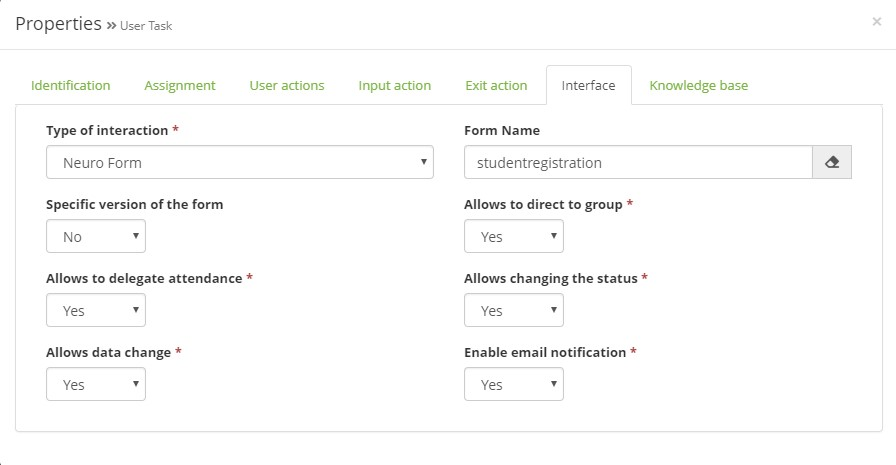 Properties » User Task ×
Identification Assignment User actions Input action Exit action Interface Knowledge base
Type of interaction * Form Name
Neuro Form studentregistration
Specific version of the form Allows to direct to group *
No Yes
Allows to delegate attendance * Allows changing the status *
Yes Yes
Allows data change * Enable email notification *
Yes Yes